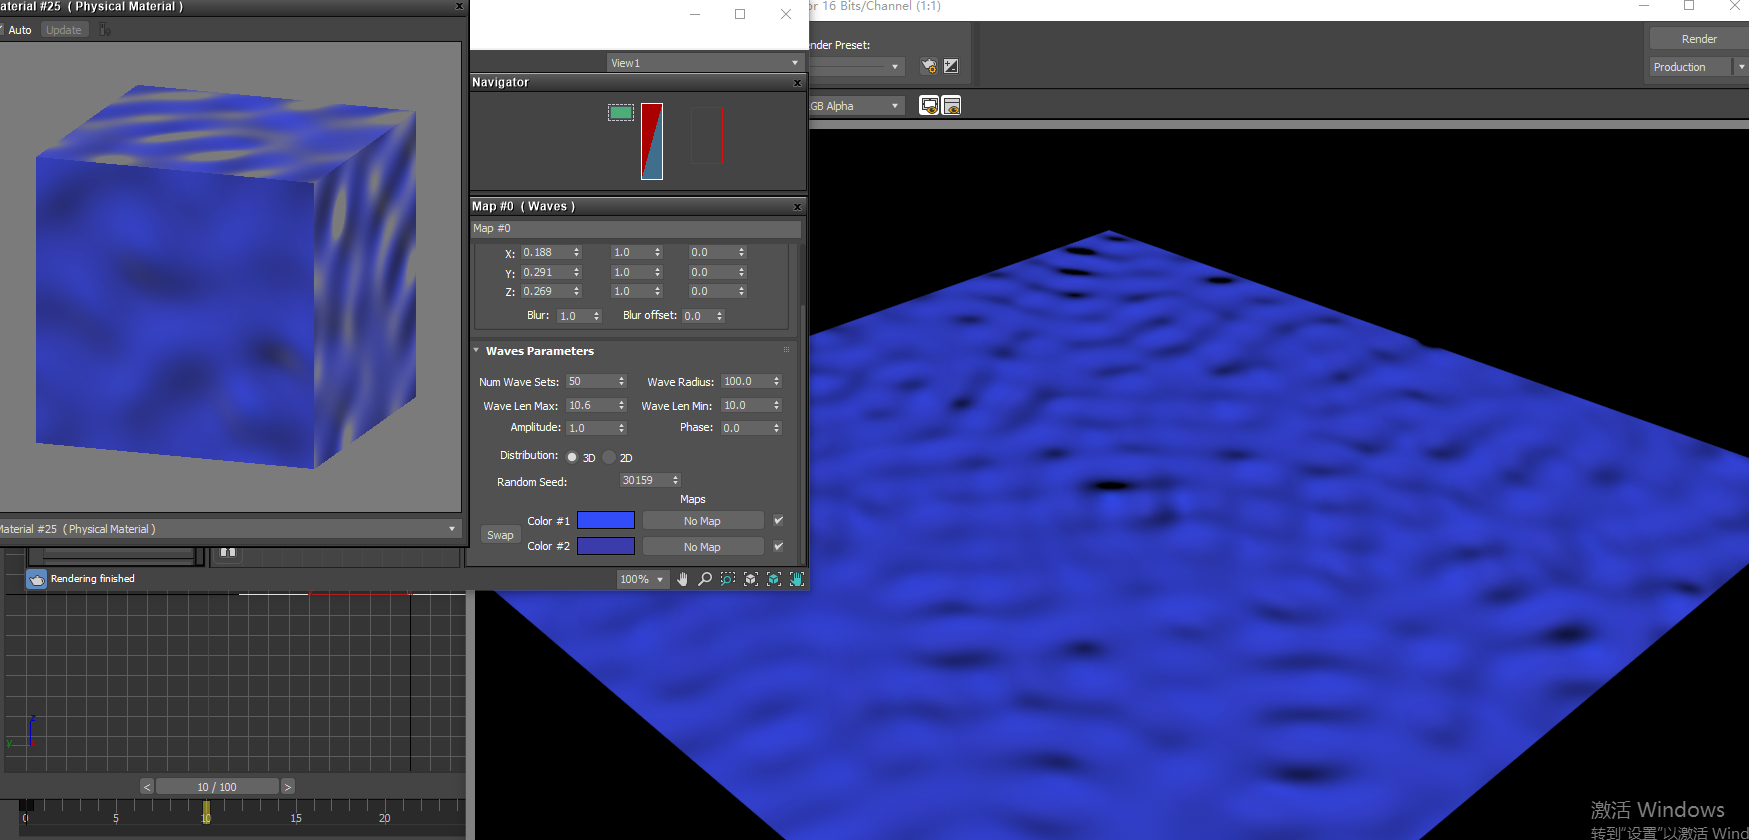 aterial #25 ( Physical Material )
Auto
Update
View1
Navigator
Map #0 ( Waves )
Map #0
X: 0.188 1.0 0.0
Y: 0.291 1.0 0.0
Z: 0.269 1.0 0.0
Blur: 1.0 Blur offset: 0.0
Waves Parameters
Num Wave Sets: 50 Wave Radius: 100.0
Wave Len Max: 10.6 Wave Len Min: 10.0
Amplitude: 1.0 Phase: 0.0
Distribution: 3D 2D
Random Seed: 30159
Maps
Color #1 No Map
Swap
Color #2 No Map
aterial #25 ( Physical Material )
Rendering finished
100%
or 16 Bits/Channel (1:1)
nder Preset:
Render
Production
GB Alpha
z
y
< 10 / 100 >
0 5 10 15 20
激活 Windows
转到"设置"以激活 Wind